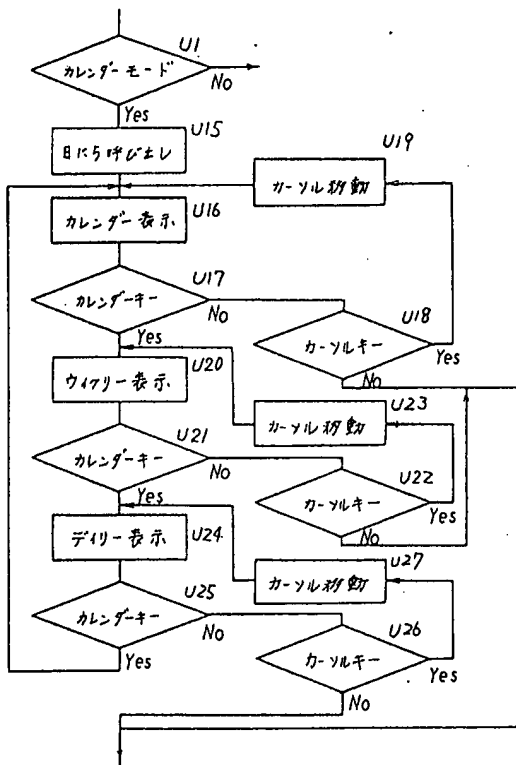 U1
カレンダーモード
No
Yes
U15
日にち呼び出し
U19
カーソル移動
U16
カレンダー表示
U17
カレンダーキー
No
Yes
U18
カーソルキー
Yes
No
U20
ウィクリー表示
U23
カーソル移動
U21
カレンダーキー
No
Yes
U22
カーソルキー
Yes
No
U24
デイリー表示
U27
カーソル移動
U25
カレンダーキー
No
Yes
U26
カーソルキー
Yes
No